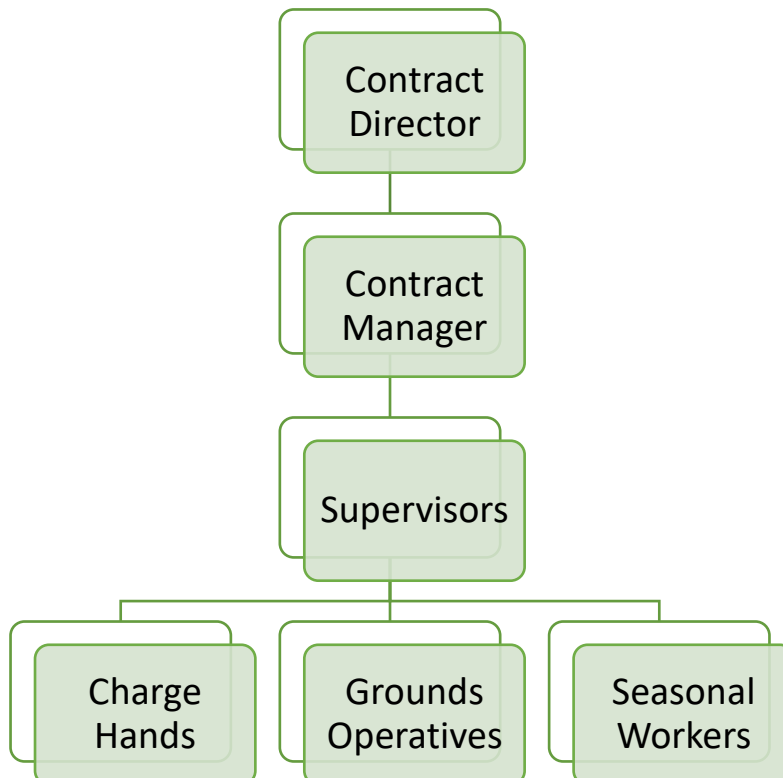 Contract
Director
Contract
Manager
Supervisors
Charge
Hands
Grounds
Operatives
Seasonal
Workers